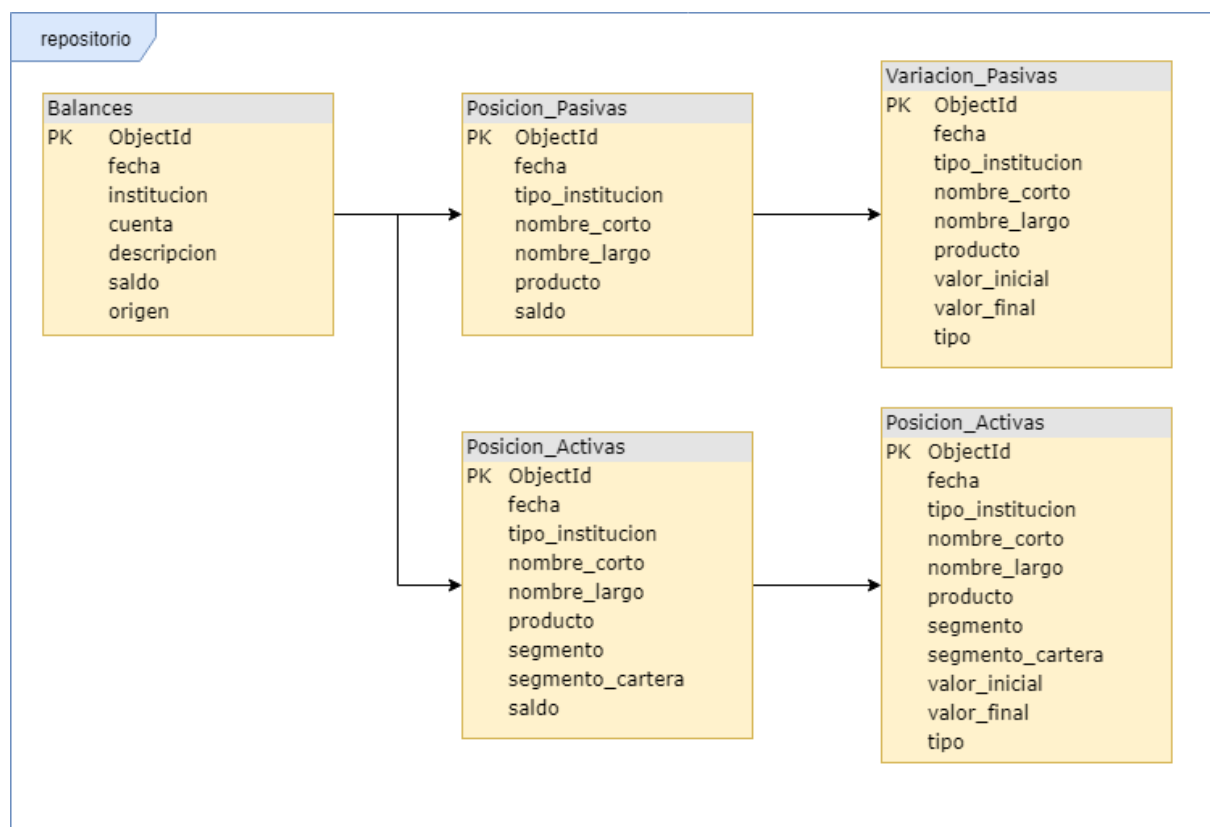 repositorio
Balances
PK ObjectId
fecha
institucion
cuenta
descripcion
saldo
origen
Posicion_Pasivas
PK ObjectId
fecha
tipo_institucion
nombre_corto
nombre_largo
producto
saldo
Variacion_Pasivas
PK ObjectId
fecha
tipo_institucion
nombre_corto
nombre_largo
producto
valor_inicial
valor_final
tipo
Posicion_Activas
PK ObjectId
fecha
tipo_institucion
nombre_corto
nombre_largo
producto
segmento
segmento_cartera
saldo
Posicion_Activas
PK ObjectId
fecha
tipo_institucion
nombre_corto
nombre_largo
producto
segmento
segmento_cartera
valor_inicial
valor_final
tipo